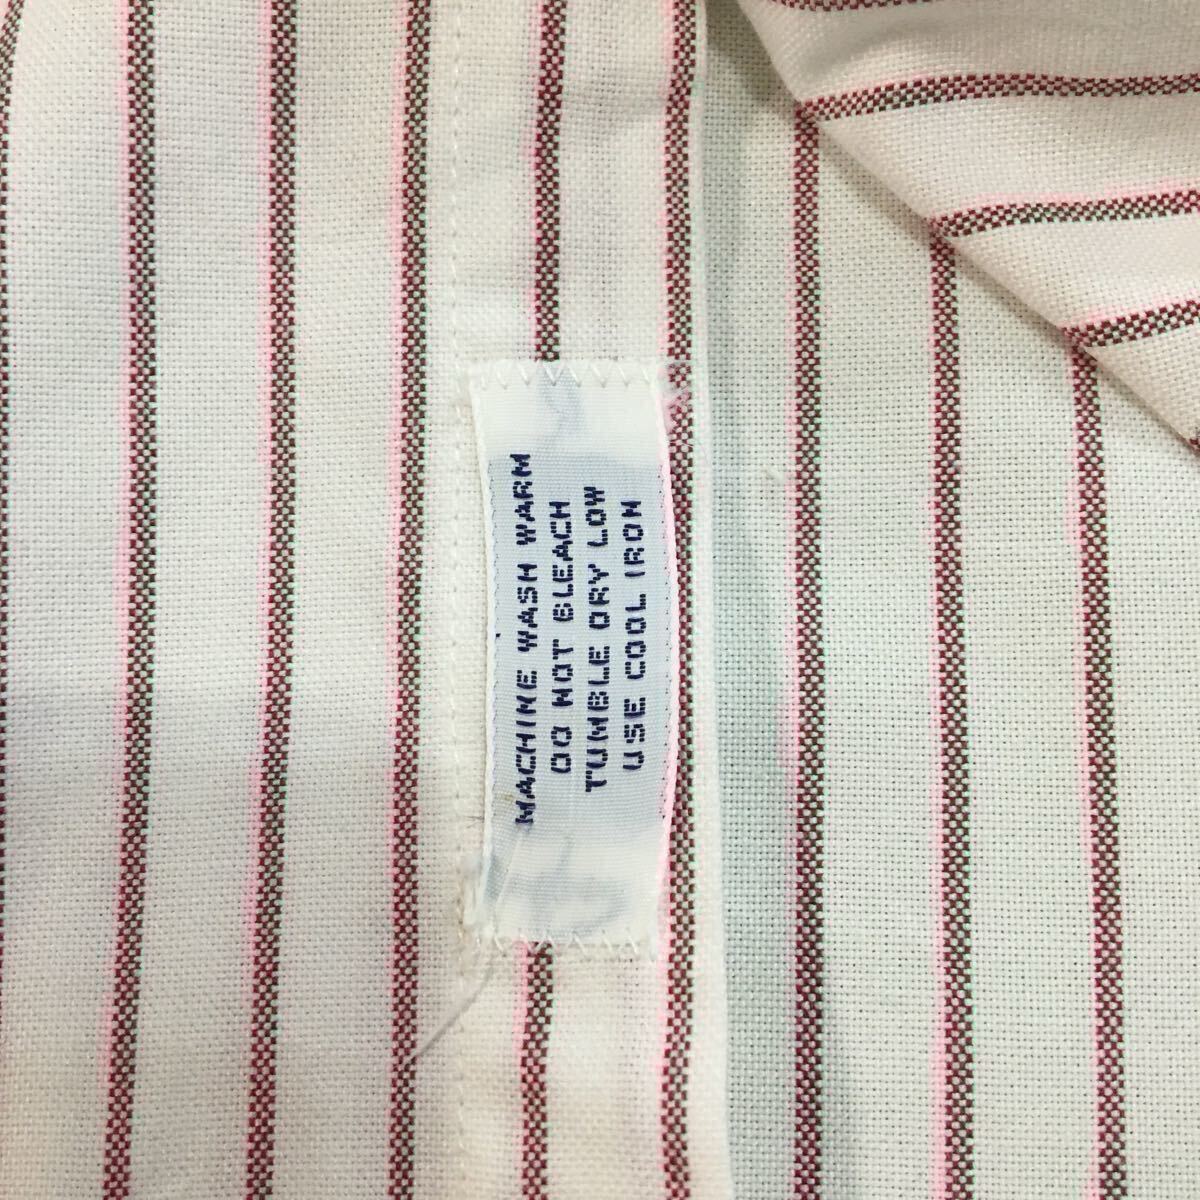 MACHINE WASH WARM
DO NOT BLEACH
TUMBLE DRY LOW
USE COOL IRON